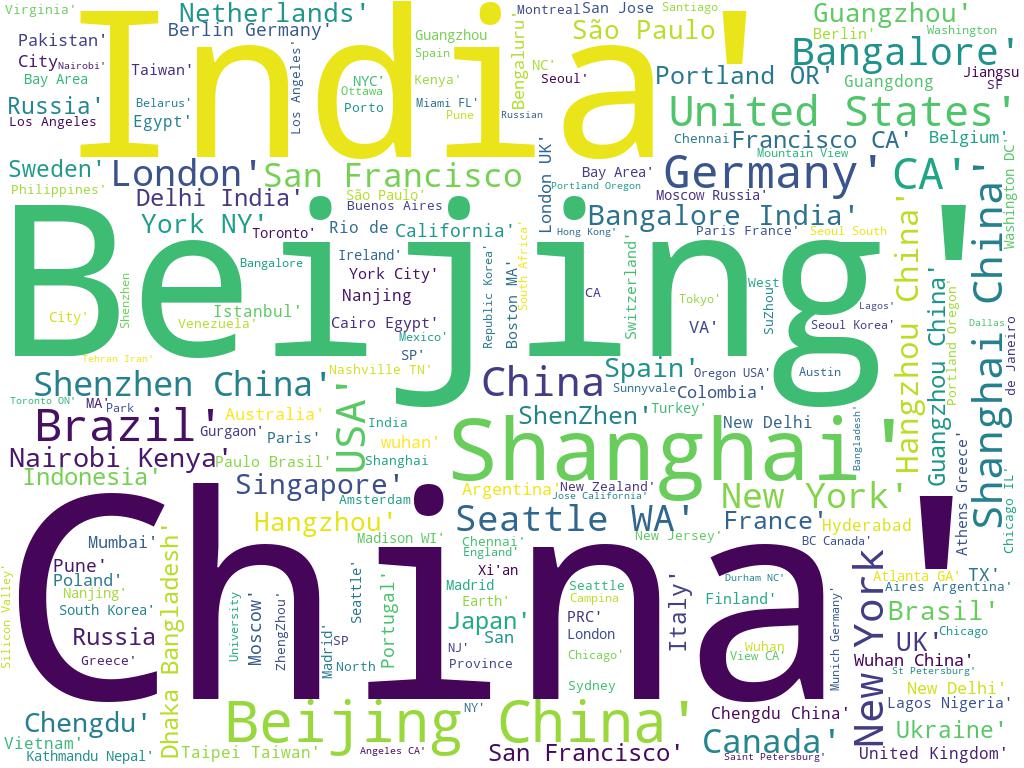 Virginia'
Netherlands'
Montreal
San Jose
Santiago
Guangzhou'
Pakistan'
Berlin Germany'
India'
Guangzhou
São Paulo'
Berlin'
Washington
City
Nairobi'
Taiwan'
Los Angeles'
Spain
Bengaluru'
NC'
Bangalore'
Bay Area
NYC'
Ottawa
Kenya'
Seoul'
Portland OR'
Guangdong
Jiangsu
SF
Russia'
Belarus'
Porto
Miami FL'
United States'
Los Angeles
Egypt'
Pune
Russian
Chennai
Francisco CA'
Belgium'
Mountain View
Washington DC'
Sweden'
London'
San Francisco
London UK'
Bay Area'
Germany'
CA'
'
Philippines'
Delhi India'
São Paulo'
Portland Oregon'
Moscow Russia'
Buenos Aires
York NY'
Toronto'
Rio de
California'
Bangalore India'
Hong Kong'
Paris France'
Seoul South
Beijing'
Bangalore
Ireland'
Republic Korea'
Boston MA'
South Africa'
Switzerland'
York City'
Nanjing
CA
Tokyo'
West
SuZhou
Lagos'
Hangzhou China'
Guangzhou China'
Portland Oregon'
Shanghai China'
City'
Shenzhen
Venezuela'
Istanbul'
Cairo Egypt'
Mexico'
VA'
Seoul Korea'
Dallas
de Janeiro
Tehran Iran'
SP'
Nashville TN'
Spain'
Oregon USA'
Austin
Shenzhen China'
China
Sunnyvale
Colombia'
Toronto ON'
MA'
Park
Australia'
USA'
India
ShenZhen'
Turkey'
New Delhi
Bangladesh'
Brazil'
Gurgaon'
Paris'
wuhan'
Shanghai'
Nairobi Kenya'
Paulo Brasil'
Shanghai
Indonesia'
Singapore'
Amsterdam
Argentina'
New Zealand'
Jose California'
New York'
Athens Greece'
Chicago iL'
Hangzhou'
Seattle WA'
France'
Hyderabad
Mumbai'
Madison WI'
Chennai'
England'
New Jersey'
BC Canada'
China'
Pune'
Poland'
Nanjing'
South Korea'
Silicon Valley'
Dhaka Bangladesh'
Seattle'
Xi'an
Madrid
Earth'
Seattle
Campina
Durham NC'
Finland'
Atlanta GA'
TX'
Aires Argentina'
Russia
Greece'
University
Moscow'
ZhengZhou'
Madrid'
SP
North
Portugal'
Japan'
San
NJ'
Province
PRC'
London
Italy'
Chicago'
Wuhan
View CA'
Munich Germany'
New York
Brasil'
Chicago
UK'
Wuhan China'
St Petersburg'
Sydney
New Delhi'
Chengdu'
Beijing China'
NY'
Chengdu China'
Lagos Nigeria'
Vietnam'
Kathmandu Nepal'
Taipei Taiwan'
Angeles CA'
San Francisco'
Canada'
Saint Petersburg'
Ukraine'
United Kingdom'